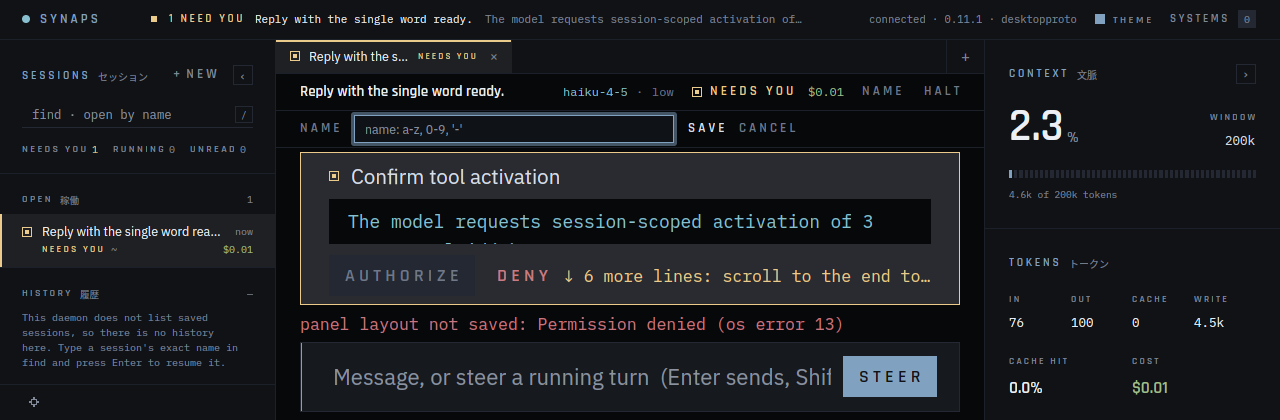 SYNAPS
1 NEED YOU Reply with the single word ready. The model requests session-scoped activation of…
connected · 0.11.1 · desktopproto
THEME
SYSTEMS 0
SESSIONS セッション + NEW ‹
find · open by name /
NEEDS YOU 1 RUNNING 0 UNREAD 0
OPEN 稼働 1
Reply with the single word rea… now
NEEDS YOU ~ $0.01
HISTORY 履歴 —
This daemon does not list saved
sessions, so there is no history
here. Type a session's exact name in
find and press Enter to resume it.
Reply with the s… NEEDS YOU × +
Reply with the single word ready. haiku-4-5 · low NEEDS YOU $0.01 NAME HALT
NAME name: a-z, 0-9, '-' SAVE CANCEL
Confirm tool activation
The model requests session-scoped activation of 3
AUTHORIZE DENY ↓ 6 more lines: scroll to the end to…
panel layout not saved: Permission denied (os error 13)
Message, or steer a running turn (Enter sends, Shif STEER
CONTEXT 文脈 ›
2.3 % WINDOW
200k
4.6k of 200k tokens
TOKENS トークン
IN OUT CACHE WRITE
76 100 0 4.5k
CACHE HIT COST
0.0% $0.01